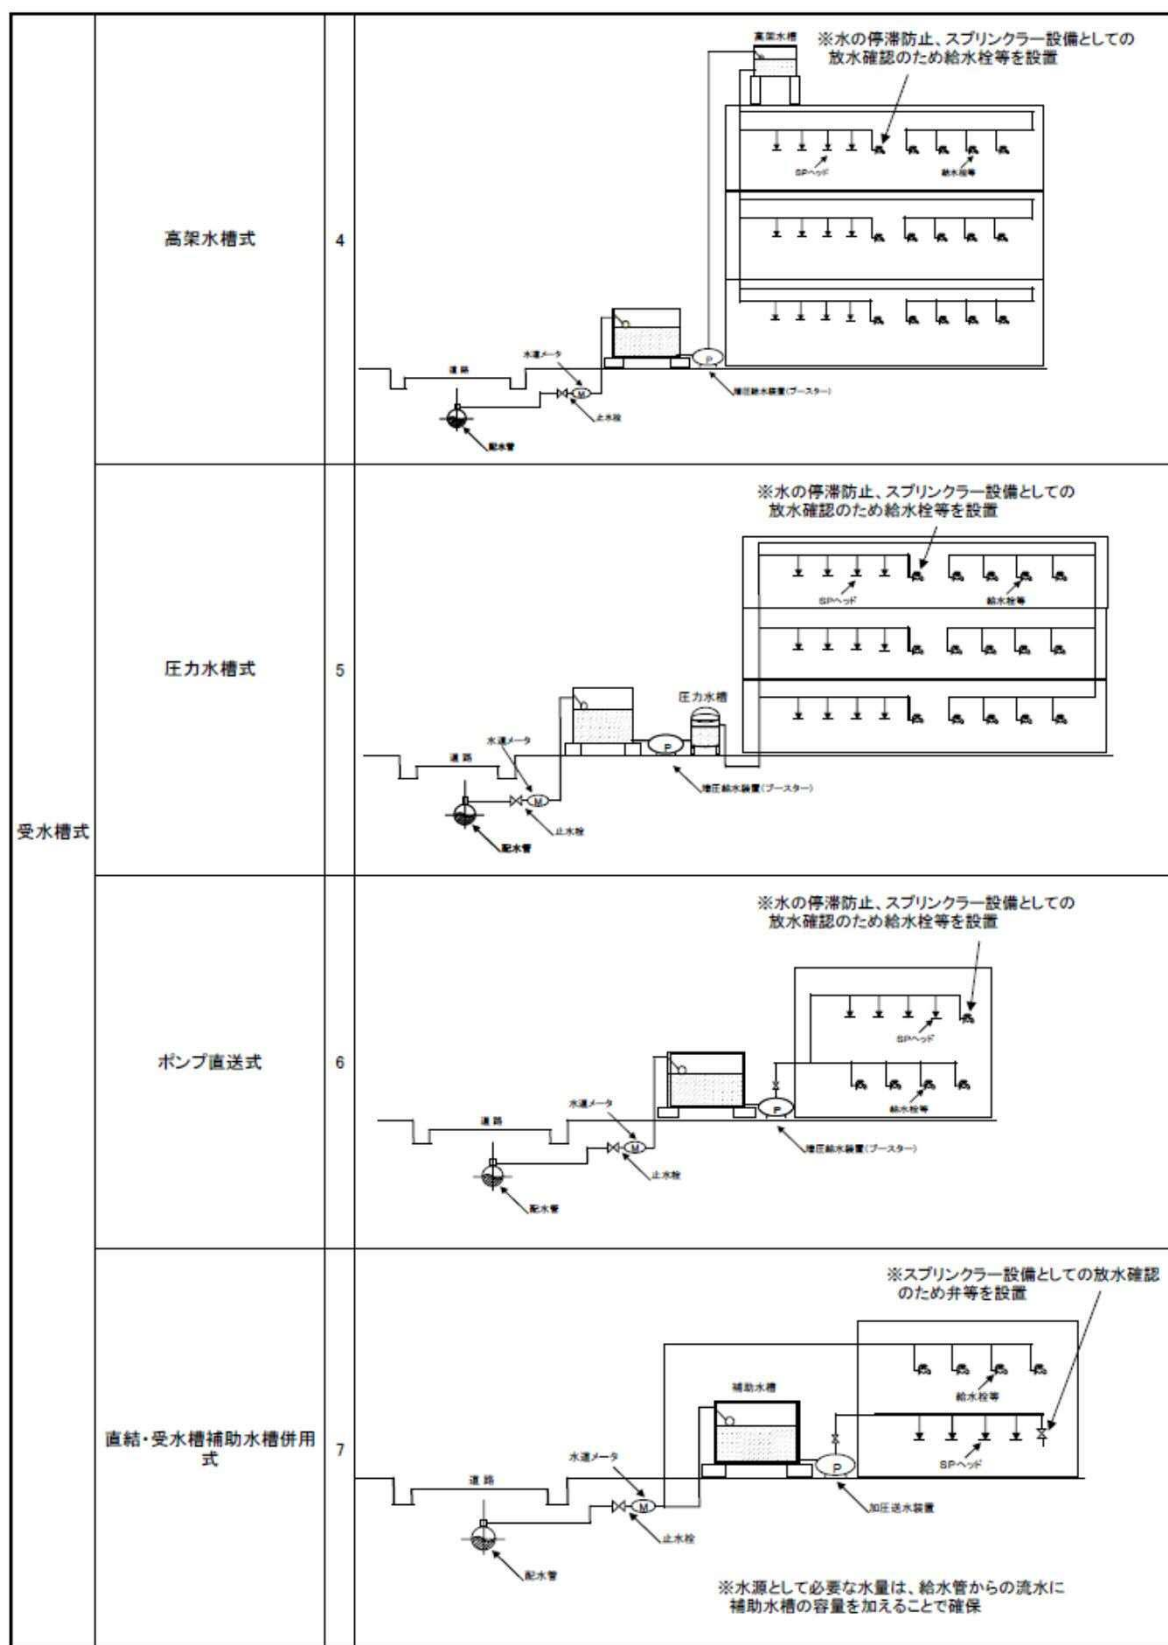 受水槽式
高架水槽式
4
高架水槽
※水の停滞防止、スプリンクラー設備としての
放水確認のため給水栓等を設置
SPヘッド
給水栓等
水道メータ
道路
M
P
増圧給水装置(ブースター)
止水栓
配水管
圧力水槽式
5
※水の停滞防止、スプリンクラー設備としての
放水確認のため給水栓等を設置
SPヘッド
給水栓等
圧力水槽
水道メータ
道路
M
P
増圧給水装置(ブースター)
止水栓
配水管
ポンプ直送式
6
※水の停滞防止、スプリンクラー設備としての
放水確認のため給水栓等を設置
SPヘッド
給水栓等
水道メータ
道路
M
P
増圧給水装置(ブースター)
止水栓
配水管
直結・受水槽補助水槽併用
式
7
※スプリンクラー設備としての放水確認
のため弁等を設置
給水栓等
補助水槽
SPヘッド
水道メータ
道路
M
P
加圧送水装置
止水栓
配水管
※水源として必要な水量は、給水管からの流水に
補助水槽の容量を加えることで確保